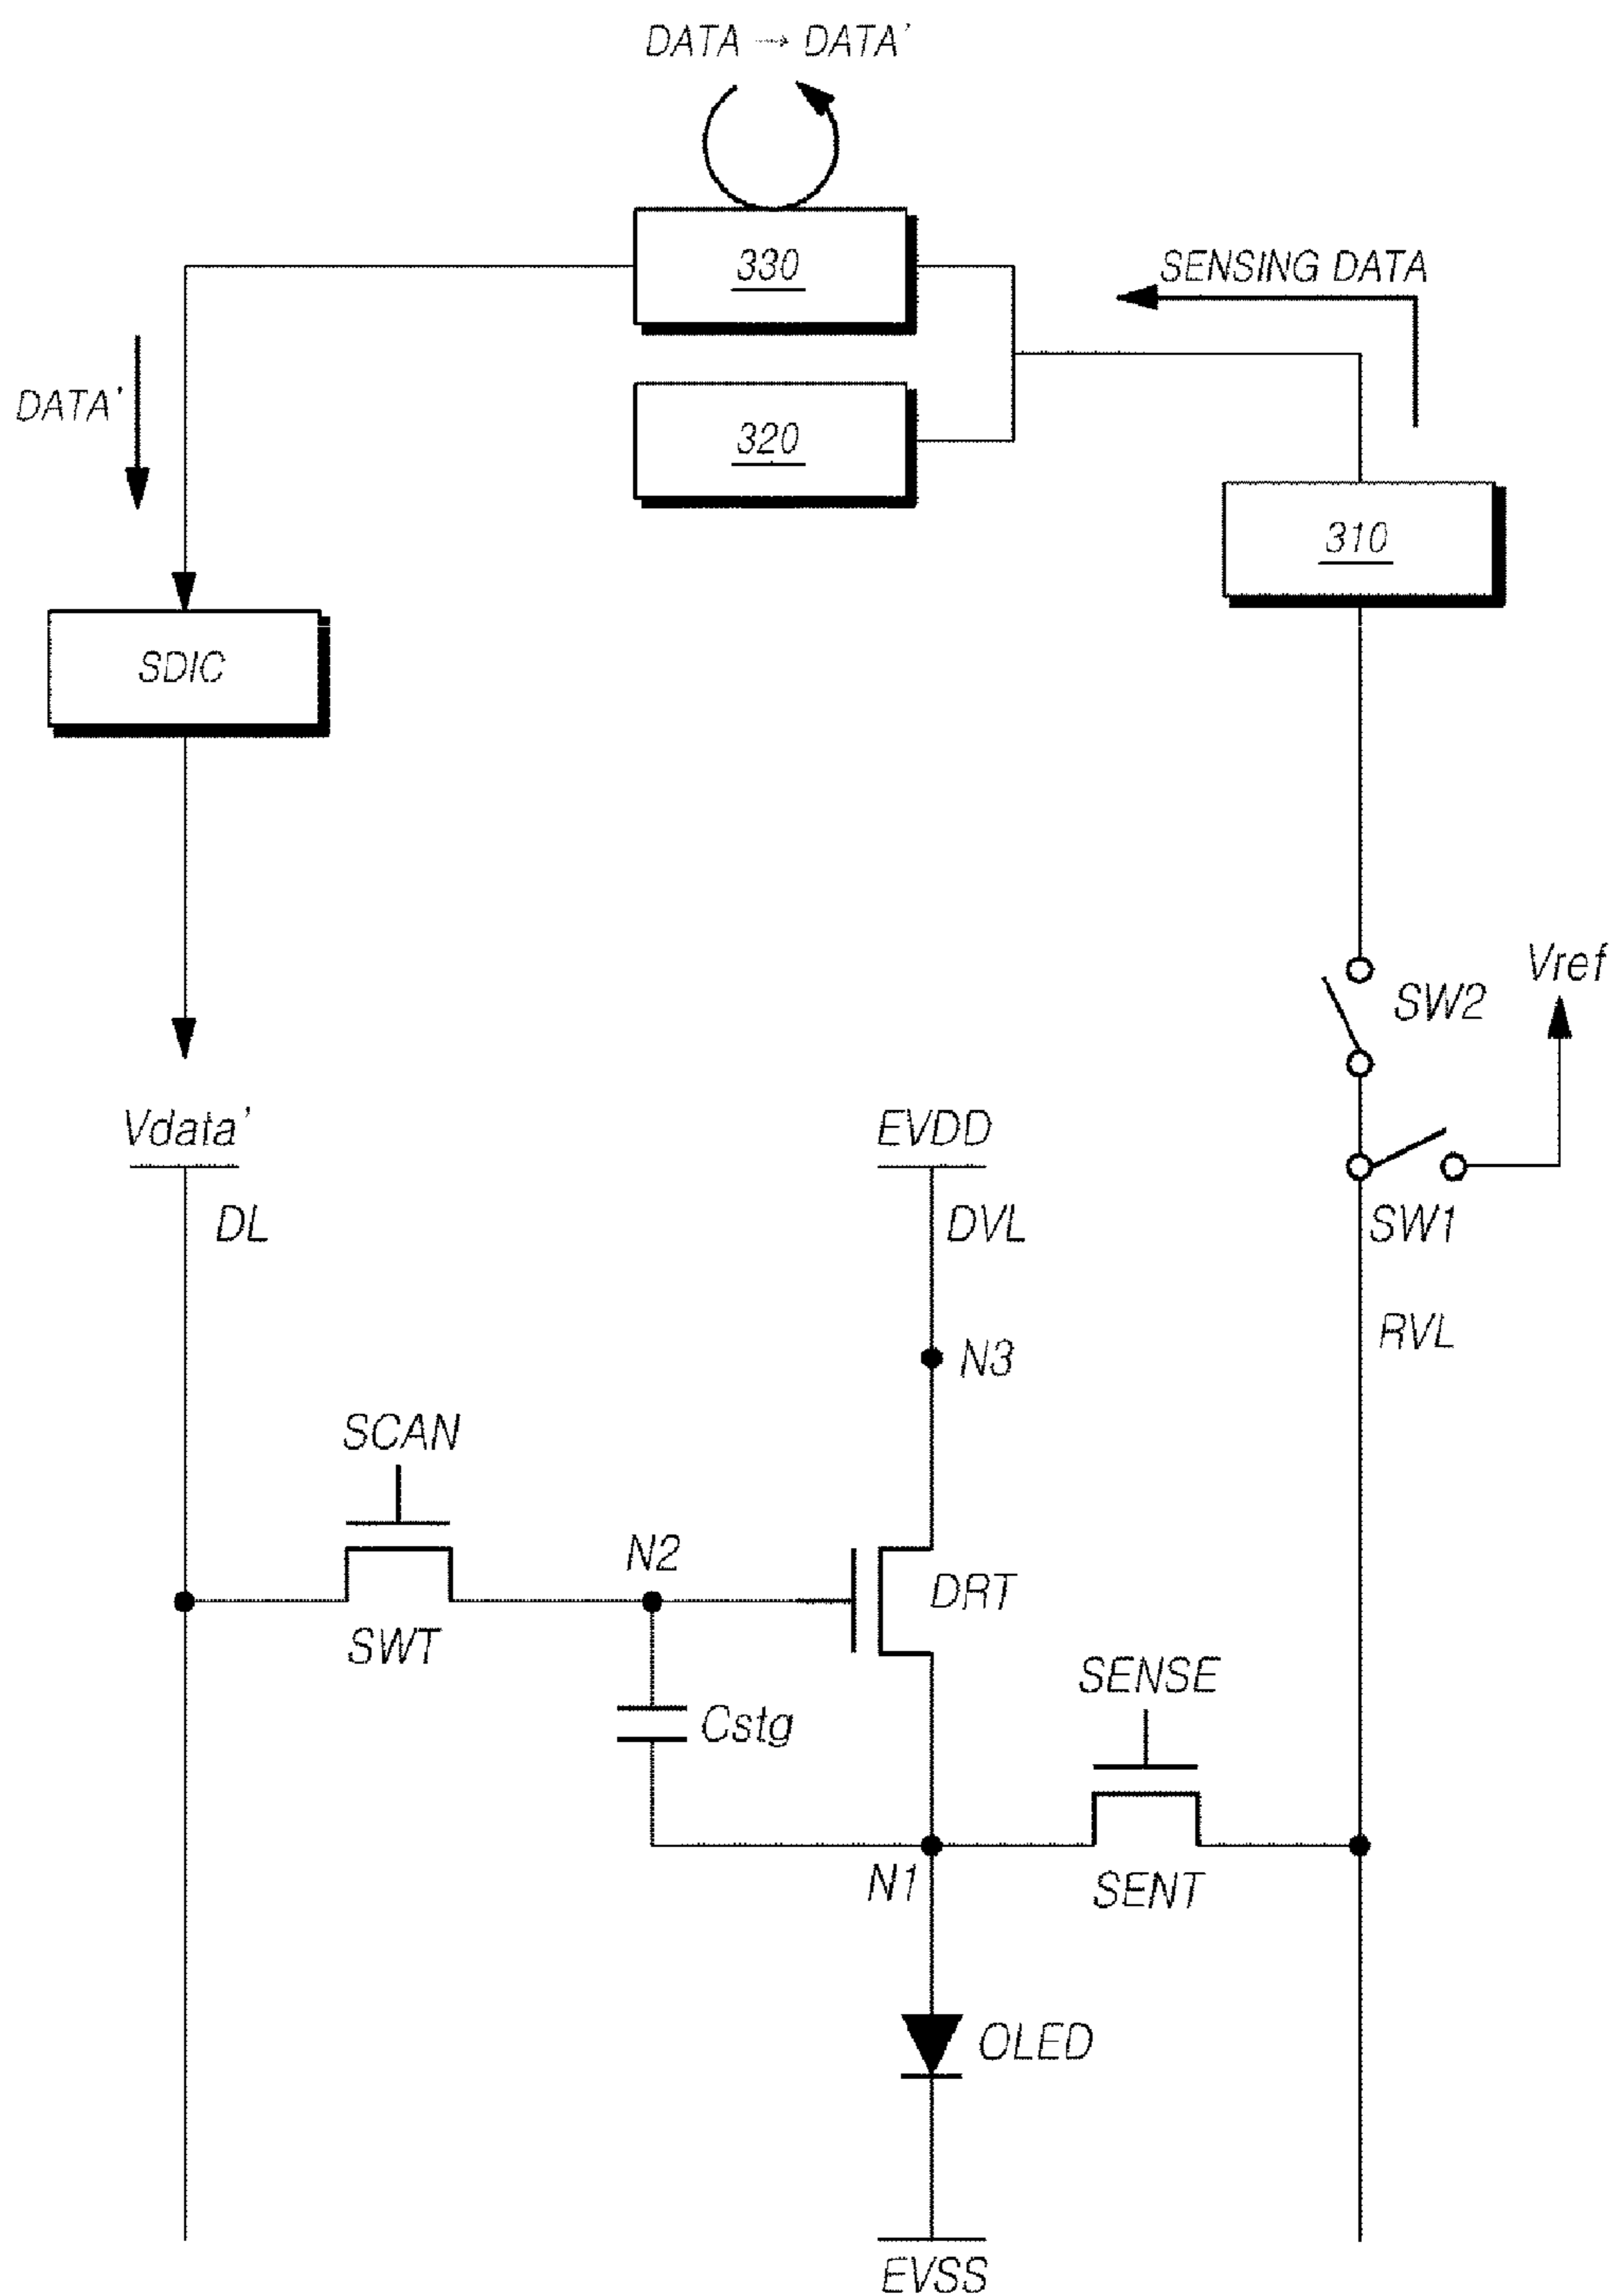 DATA → DATA'
330
SENSING DATA
DATA'
320
310
SDIC
Vref
SW2
Vdata'
EVDD
DL
DVL
SW1
RVL
N3
SCAN
N2
DRT
SWT
SENSE
Cstg
N1
SENT
OLED
EVSS